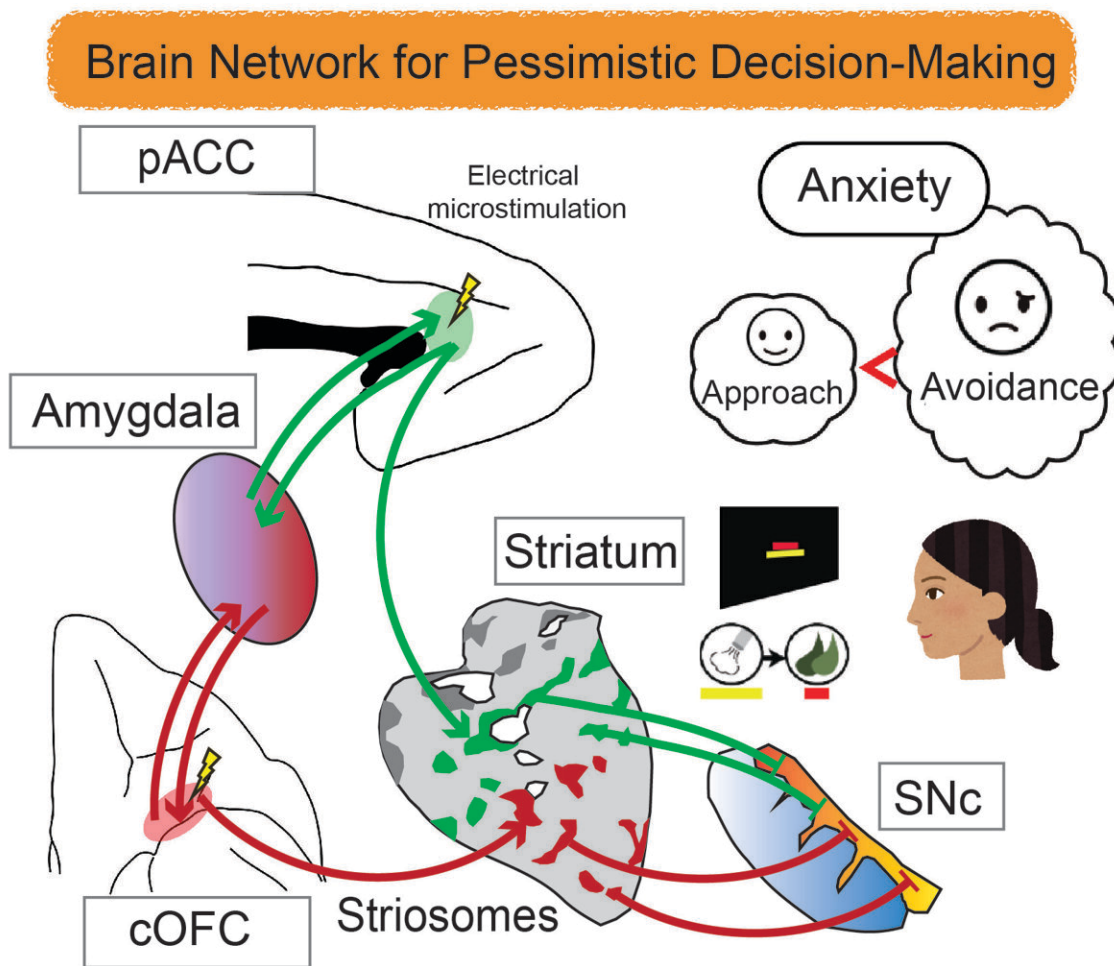 Brain Network for Pessimistic Decision-Making
pACC
Electrical
microstimulation
Anxiety
Approach
Avoidance
Amygdala
Striatum
SNc
Striosomes
cOFC